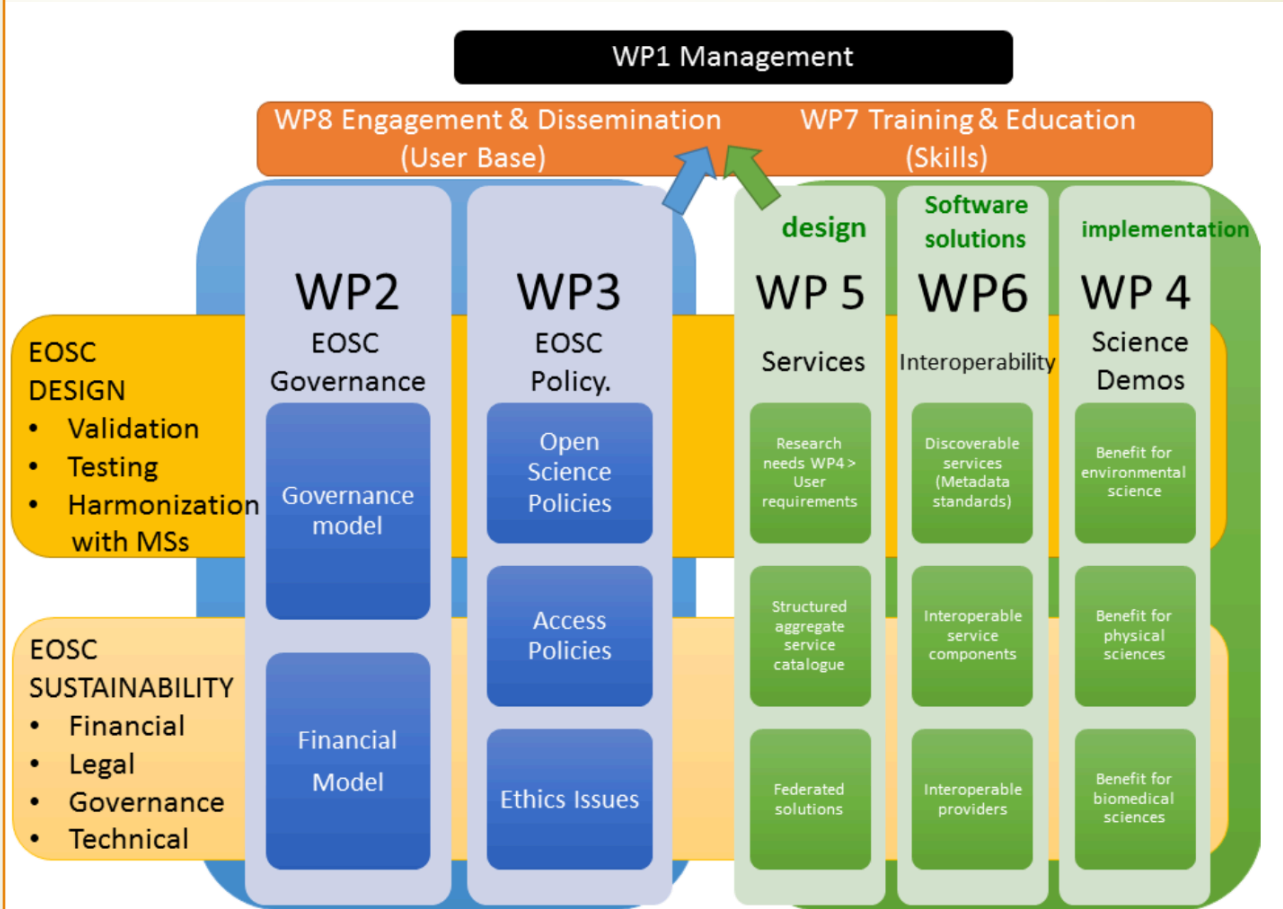 WP1 Management
WP8 Engagement & Dissemination
(User Base)
WP7 Training & Education
(Skills)
EOSC
DESIGN
• Validation
• Testing
• Harmonization
with MSs
EOSC
SUSTAINABILITY
• Financial
• Legal
• Governance
• Technical
WP2
EOSC
Governance
Governance
model
Financial
Model
WP3
EOSC
Policy.
Open
Science
Policies
Access
Policies
Ethics Issues
design
WP 5
Services
Research
needs WP4 >
User
requirements
Structured
aggregate
service
catalogue
Federated
solutions
Software
solutions
WP6
Interoperability
Discoverable
services
(Metadata
standards)
Interoperable
service
components
Interoperable
providers
implementation
WP 4
Science
Demos
Benefit for
environmental
science
Benefit for
physical
sciences
Benefit for
biomedical
sciences